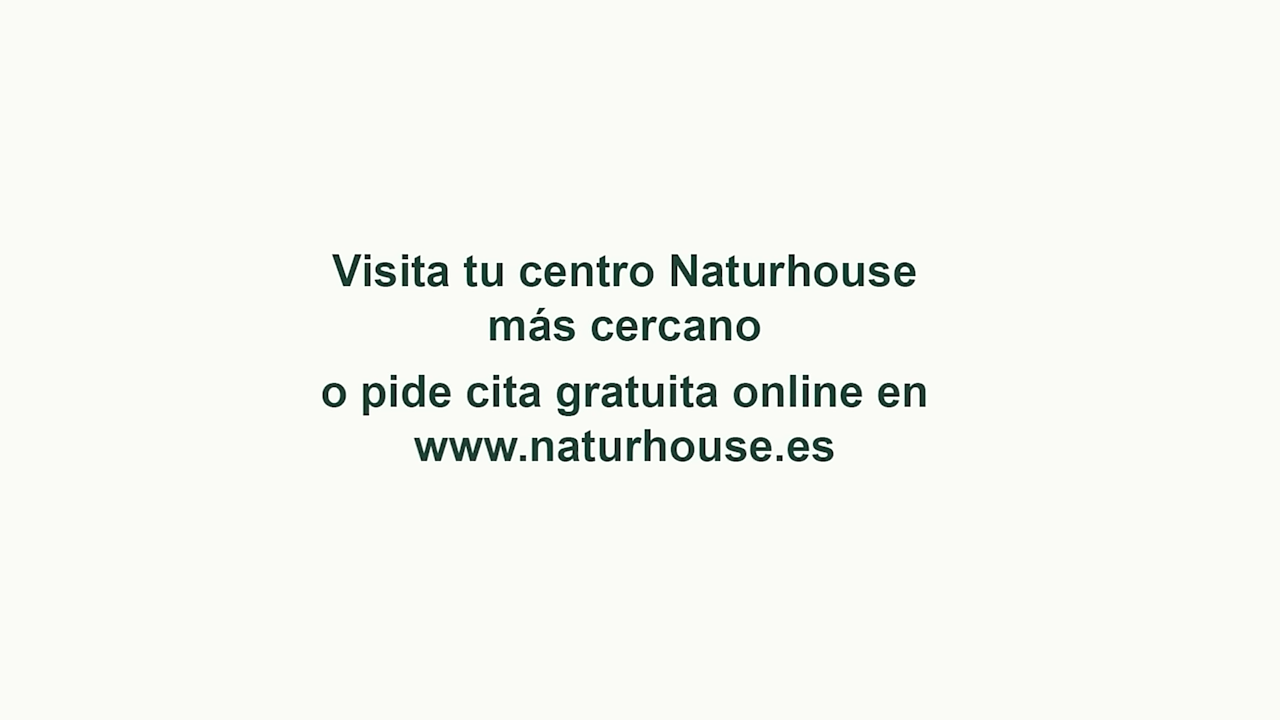 Visita tu centro Naturhouse
más cercano
o pide cita gratuita online en
www.naturhouse.es